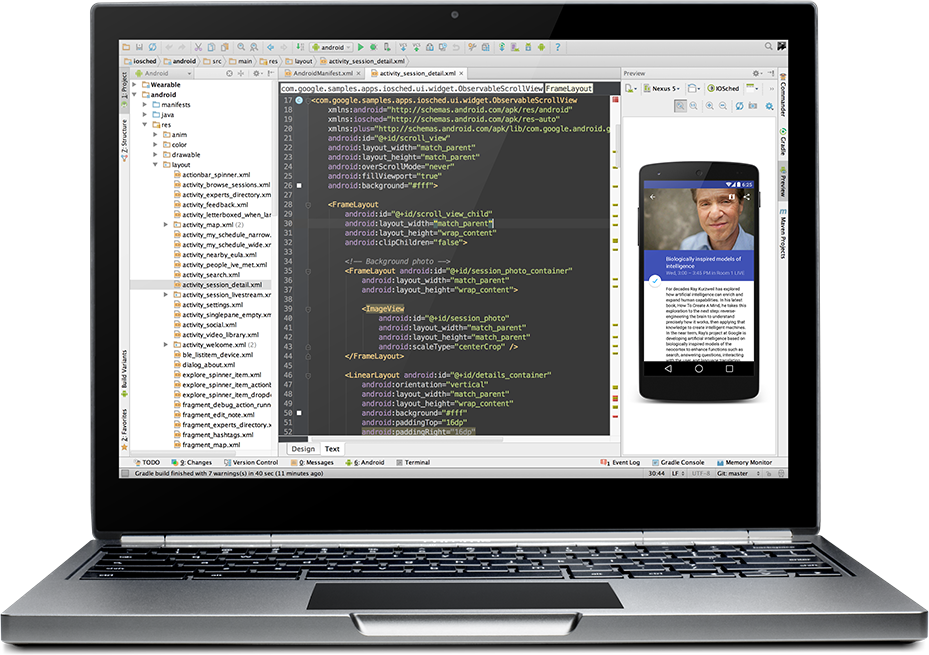 android
iosched
android
src
main
res
layout
activity_session_detail.xml
1: Project
Z: Structure
Build Variants
2: Favorites
Android
Wearable
android
manifests
java
res
anim
color
drawable
layout
actionbar_spinner.xml
activity_browse_sessions.xml
activity_experts_directory.xm
activity_feedback.xml
activity_letterboxed_when_lar
activity_map.xml (2)
activity_my_schedule_narrow.
activity_my_schedule_wide.xm
activity_nearby_eula.xml
activity_people_ive_met.xml
activity_search.xml
activity_session_detail.xml
activity_session_livestream.xm
activity_settings.xml
activity_singlepane_empty.xm
activity_social.xml
activity_video_library.xml
activity_welcome.xml (2)
ble_listitem_device.xml
dialog_about.xml
explore_spinner_item.xml
explore_spinner_item_actionb
explore_spinner_item_dropdo
fragment_debug_action_runn
fragment_edit_note.xml
fragment_experts_directory.x
fragment_hashtags.xml
fragment_map.xml
AndroidManifest.xml
activity_session_detail.xml
com.google.samples.apps.iosched.ui.widget.ObservableScrollView
FrameLayout
17 <com.google.samples.apps.iosched.ui.widget.ObservableScrollView
18 xmlns:android="http://schemas.android.com/apk/res/android"
19 xmlns:iosched="http://schemas.android.com/apk/res-auto"
20 xmlns:plus="http://schemas.android.com/apk/lib/com.google.android.g
21 android:id="@+id/scroll_view"
22 android:layout_width="match_parent"
23 android:layout_height="match_parent"
24 android:overScrollMode="never"
25 android:fillViewport="true"
26 android:background="#fff">
27
28 <FrameLayout
29 android:id="@+id/scroll_view_child"
30 android:layout_width="match_parent"
31 android:layout_height="wrap_content"
32 android:clipChildren="false">
33
34 <!-- Background photo -->
35 <FrameLayout android:id="@+id/session_photo_container"
36 android:layout_width="match_parent"
37 android:layout_height="wrap_content">
38
39 <ImageView
40 android:id="@+id/session_photo"
41 android:layout_width="match_parent"
42 android:layout_height="match_parent"
43 android:scaleType="centerCrop" />
44 </FrameLayout>
45
46 <LinearLayout android:id="@+id/details_container"
47 android:orientation="vertical"
48 android:layout_width="match_parent"
49 android:layout_height="wrap_content"
50 android:background="#fff"
51 android:paddingTop="16dp"
52 android:paddingRight="16dp"
Design Text
Preview
Nexus 5
IOSched
6:25
Biologically inspired models of
intelligence
Wed, 3:00 – 3:45 PM in Room 1 LIVE
For decades Ray Kurzweil has explored
how artificial intelligence can enrich and
expand human capabilities. In his latest
book, How To Create A Mind, he takes this
exploration to the next step: reverse-
engineering the brain to understand
precisely how it works, then applying that
knowledge to create intelligent machines.
In the near term, Ray's project at Google is
developing artificial intelligence based on
biologically inspired models of the
neocortex to enhance functions such as
search, answering questions, interacting
with the user, and language translation
Commander
Gradle
Preview
Maven Projects
TODO
9: Changes
Version Control
0: Messages
6: Android
Terminal
Event Log
Gradle Console
Memory Monitor
Gradle build finished with 7 warnings(s) in 40 sec (11 minutes ago)
30:44 LF UTF-8 Git: master